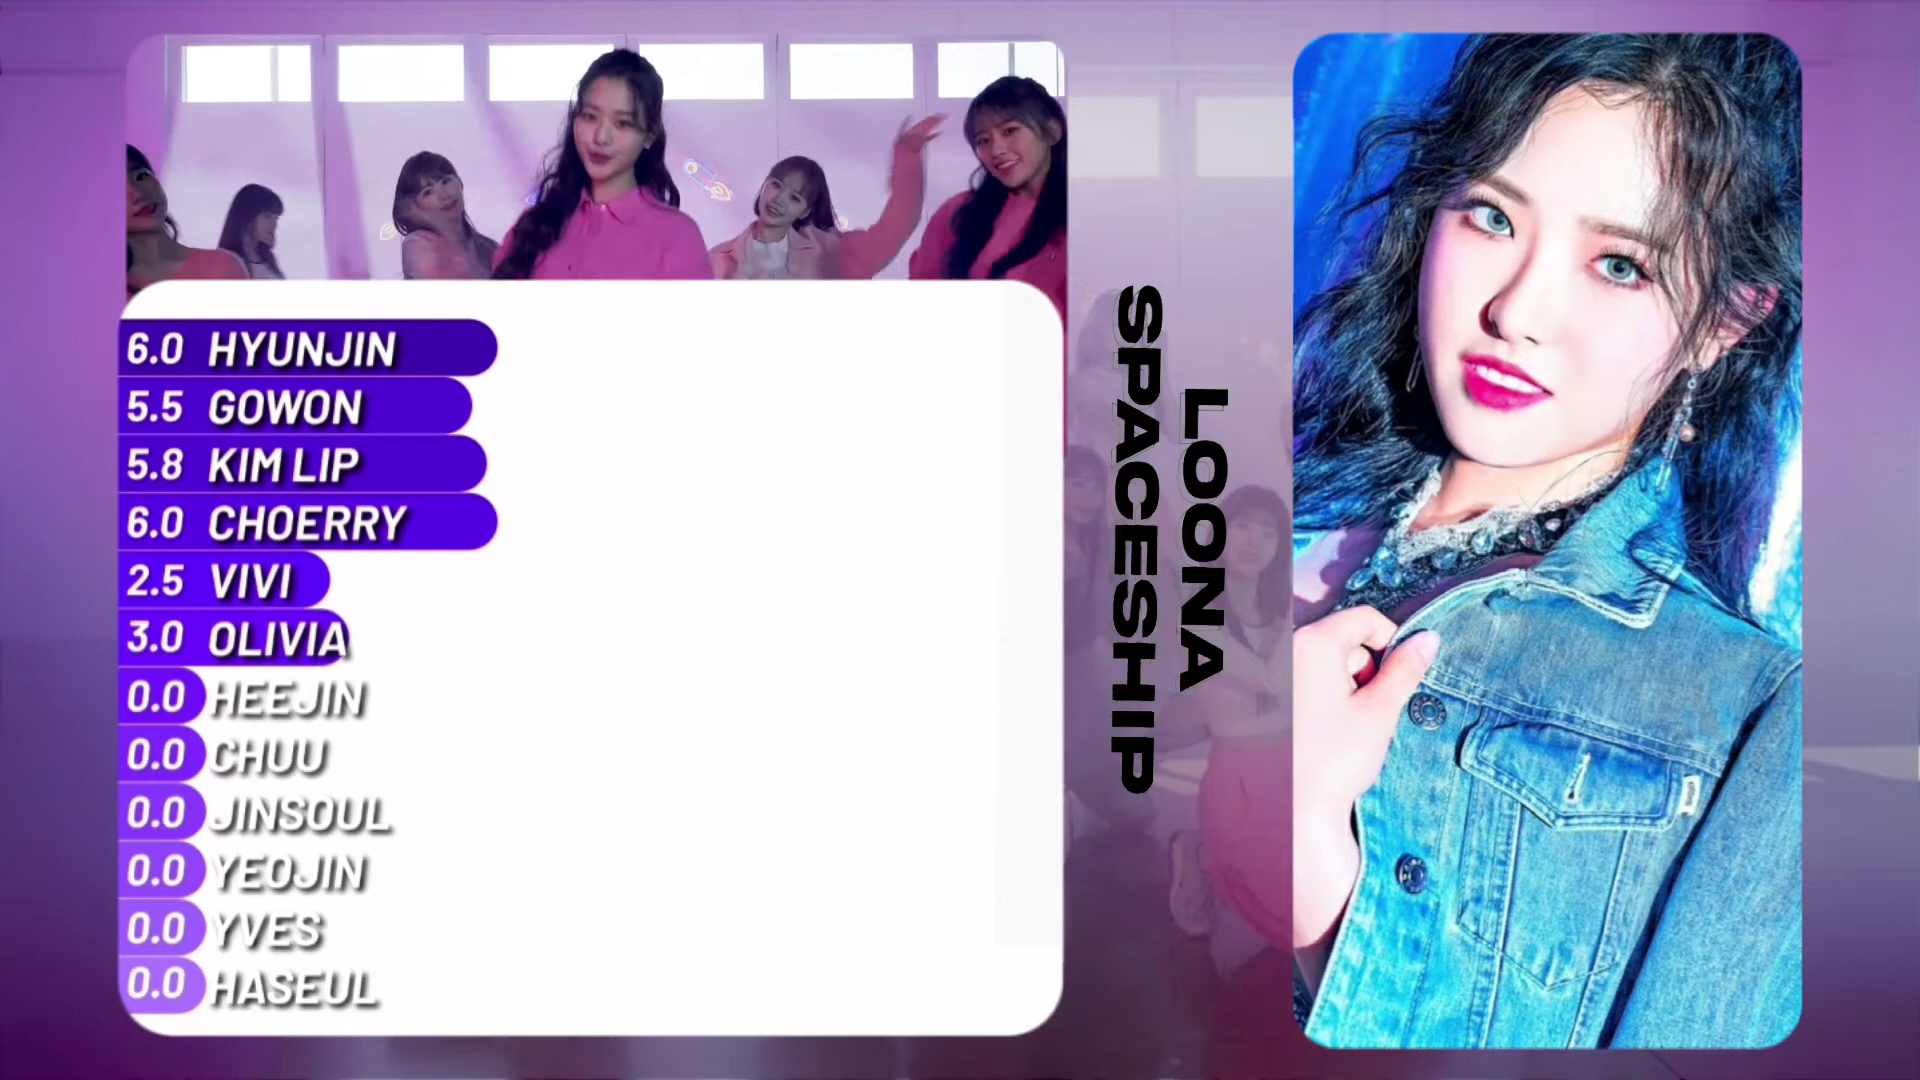 6.0 HYUNJIN
5.5 GOWON
5.8 KIM LIP
6.0 CHOERRY
2.5 VIVI
3.0 OLIVIA
0.0 HEEJIN
0.0 CHUU
0.0 JINSOUL
0.0 YEOJIN
0.0 YVES
0.0 HASEUL
LOONA
SPACESHIP